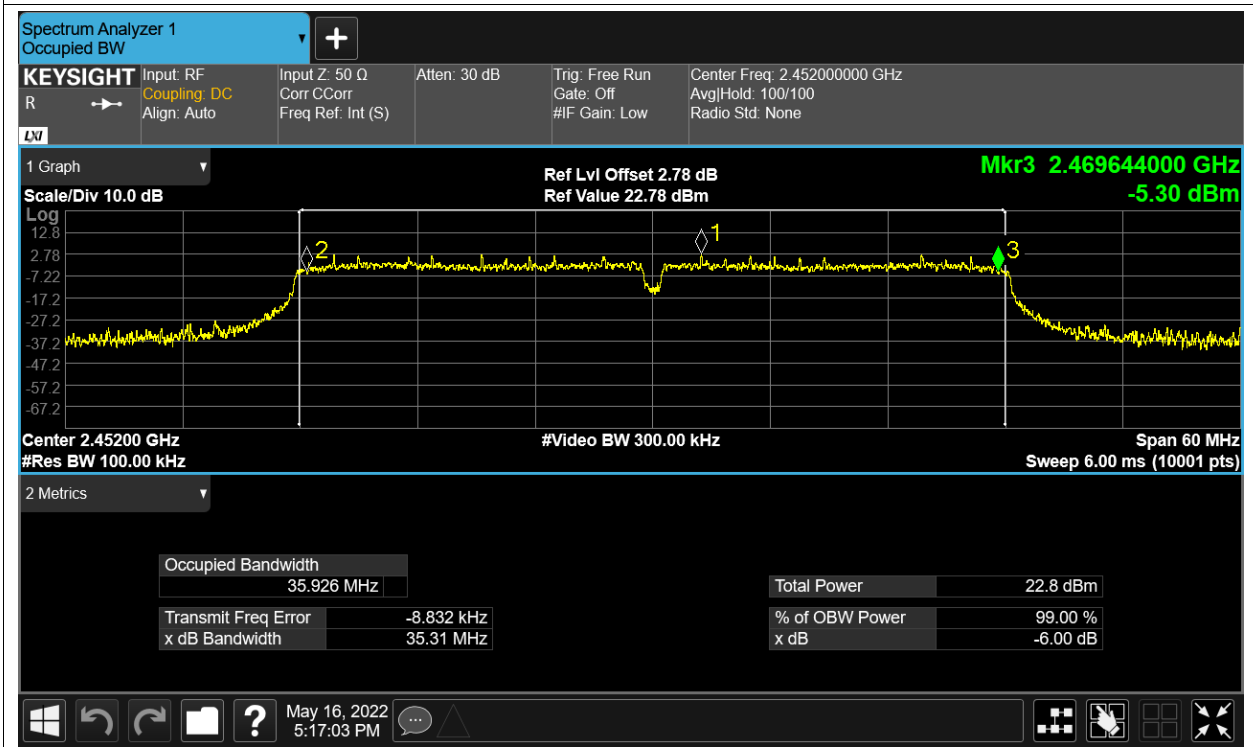 Spectrum Analyzer 1
Occupied BW
▼
+
KEYSIGHT
R
LXI
Input: RF
Coupling: DC
Align: Auto
Input Z: 50 Ω
Corr CCorr
Freq Ref: Int (S)
Atten: 30 dB
Trig: Free Run
Gate: Off
#IF Gain: Low
Center Freq: 2.452000000 GHz
Avg|Hold: 100/100
Radio Std: None
1 Graph ▼
Scale/Div 10.0 dB
Ref Lvl Offset 2.78 dB
Ref Value 22.78 dBm
Mkr3 2.469644000 GHz
-5.30 dBm
Log
12.8
2.78
-7.22
-17.2
-27.2
-37.2
-47.2
-57.2
-67.2
2
1
3
Center 2.45200 GHz
#Res BW 100.00 kHz
#Video BW 300.00 kHz
Span 60 MHz
Sweep 6.00 ms (10001 pts)
2 Metrics ▼
Occupied Bandwidth
35.926 MHz
Transmit Freq Error -8.832 kHz
x dB Bandwidth 35.31 MHz
Total Power 22.8 dBm
% of OBW Power 99.00 %
x dB -6.00 dB
?
May 16, 2022
5:17:03 PM